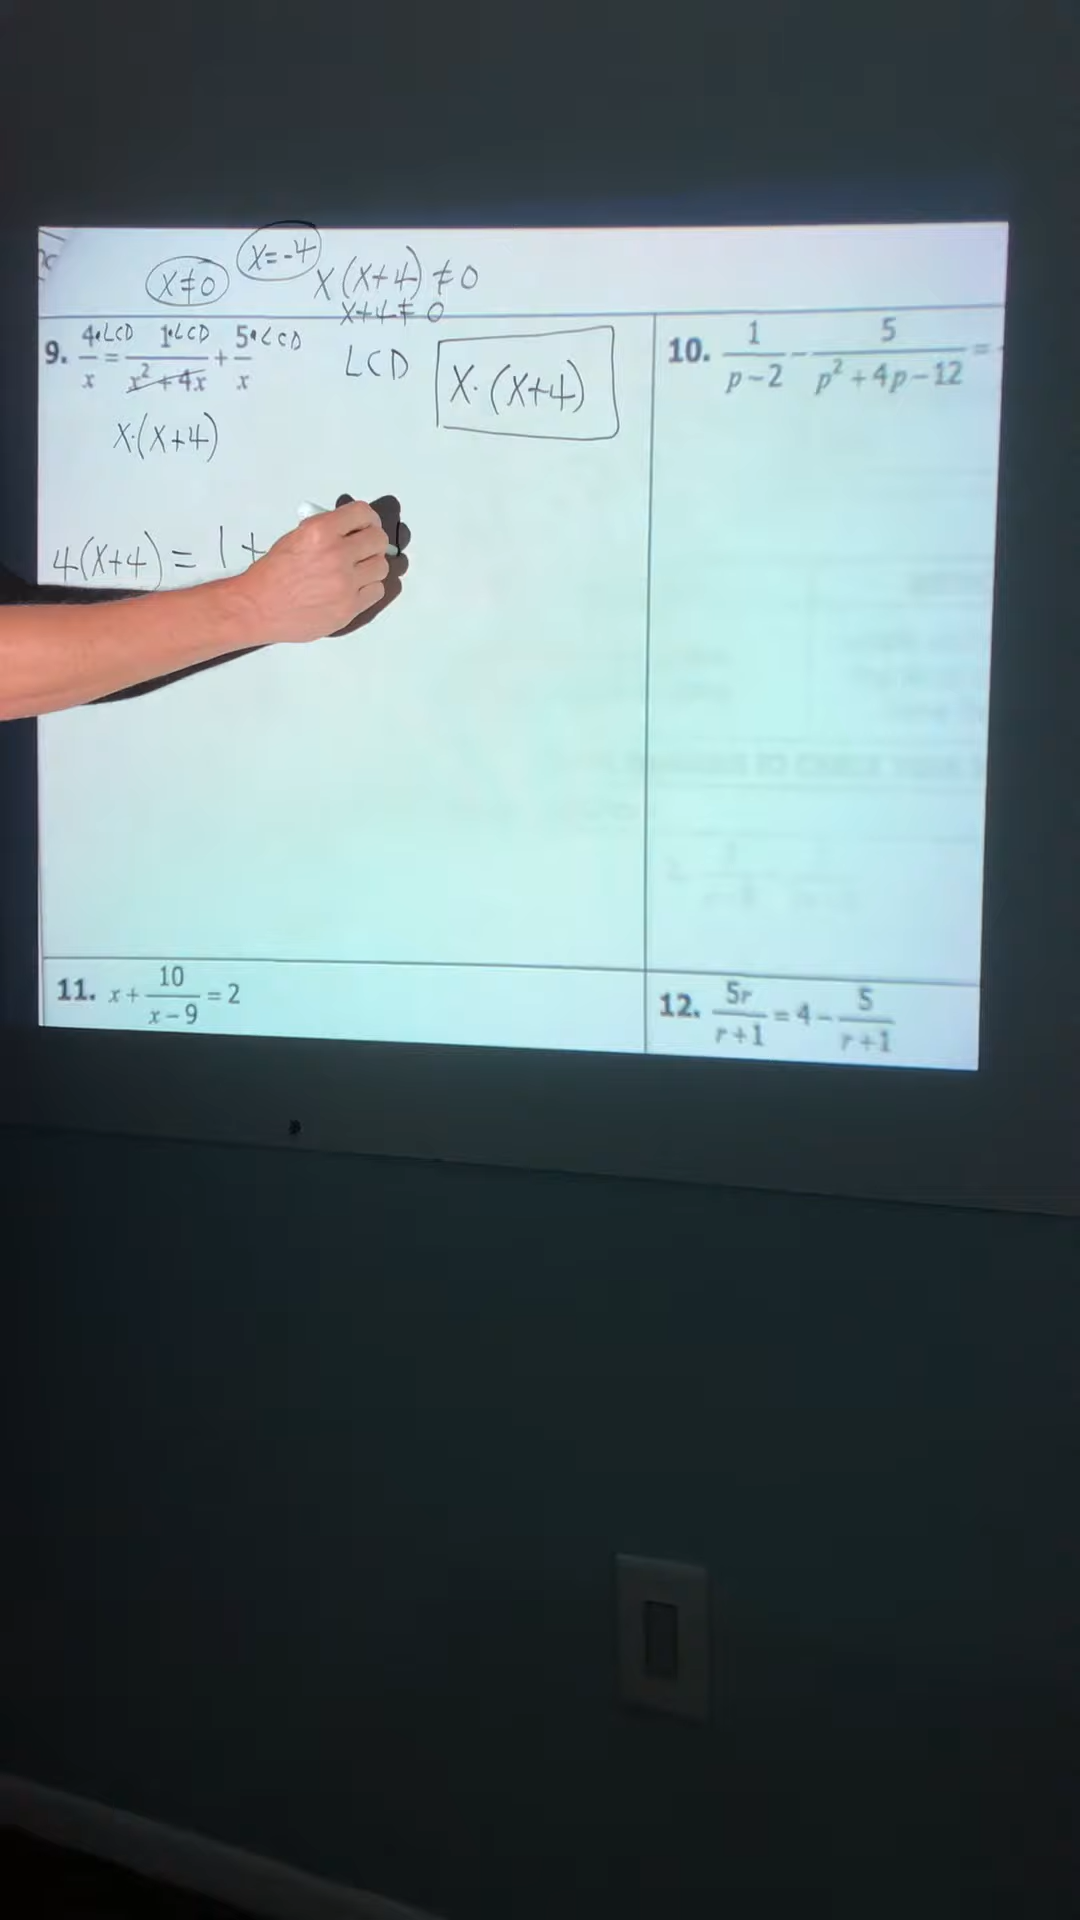 x≠0 x=-4 x(x+4)≠0
x+4≠0
9. 4•LCD/x = 1•LCD/x²+4x + 5•LCD/x
LCD x·(x+4)
x·(x+4)
4(x+4) = 1+
10. 1/p-2 - 5/p²+4p-12 =
11. x + 10/x-9 = 2
12. 5r/r+1 = 4 - 5/r+1